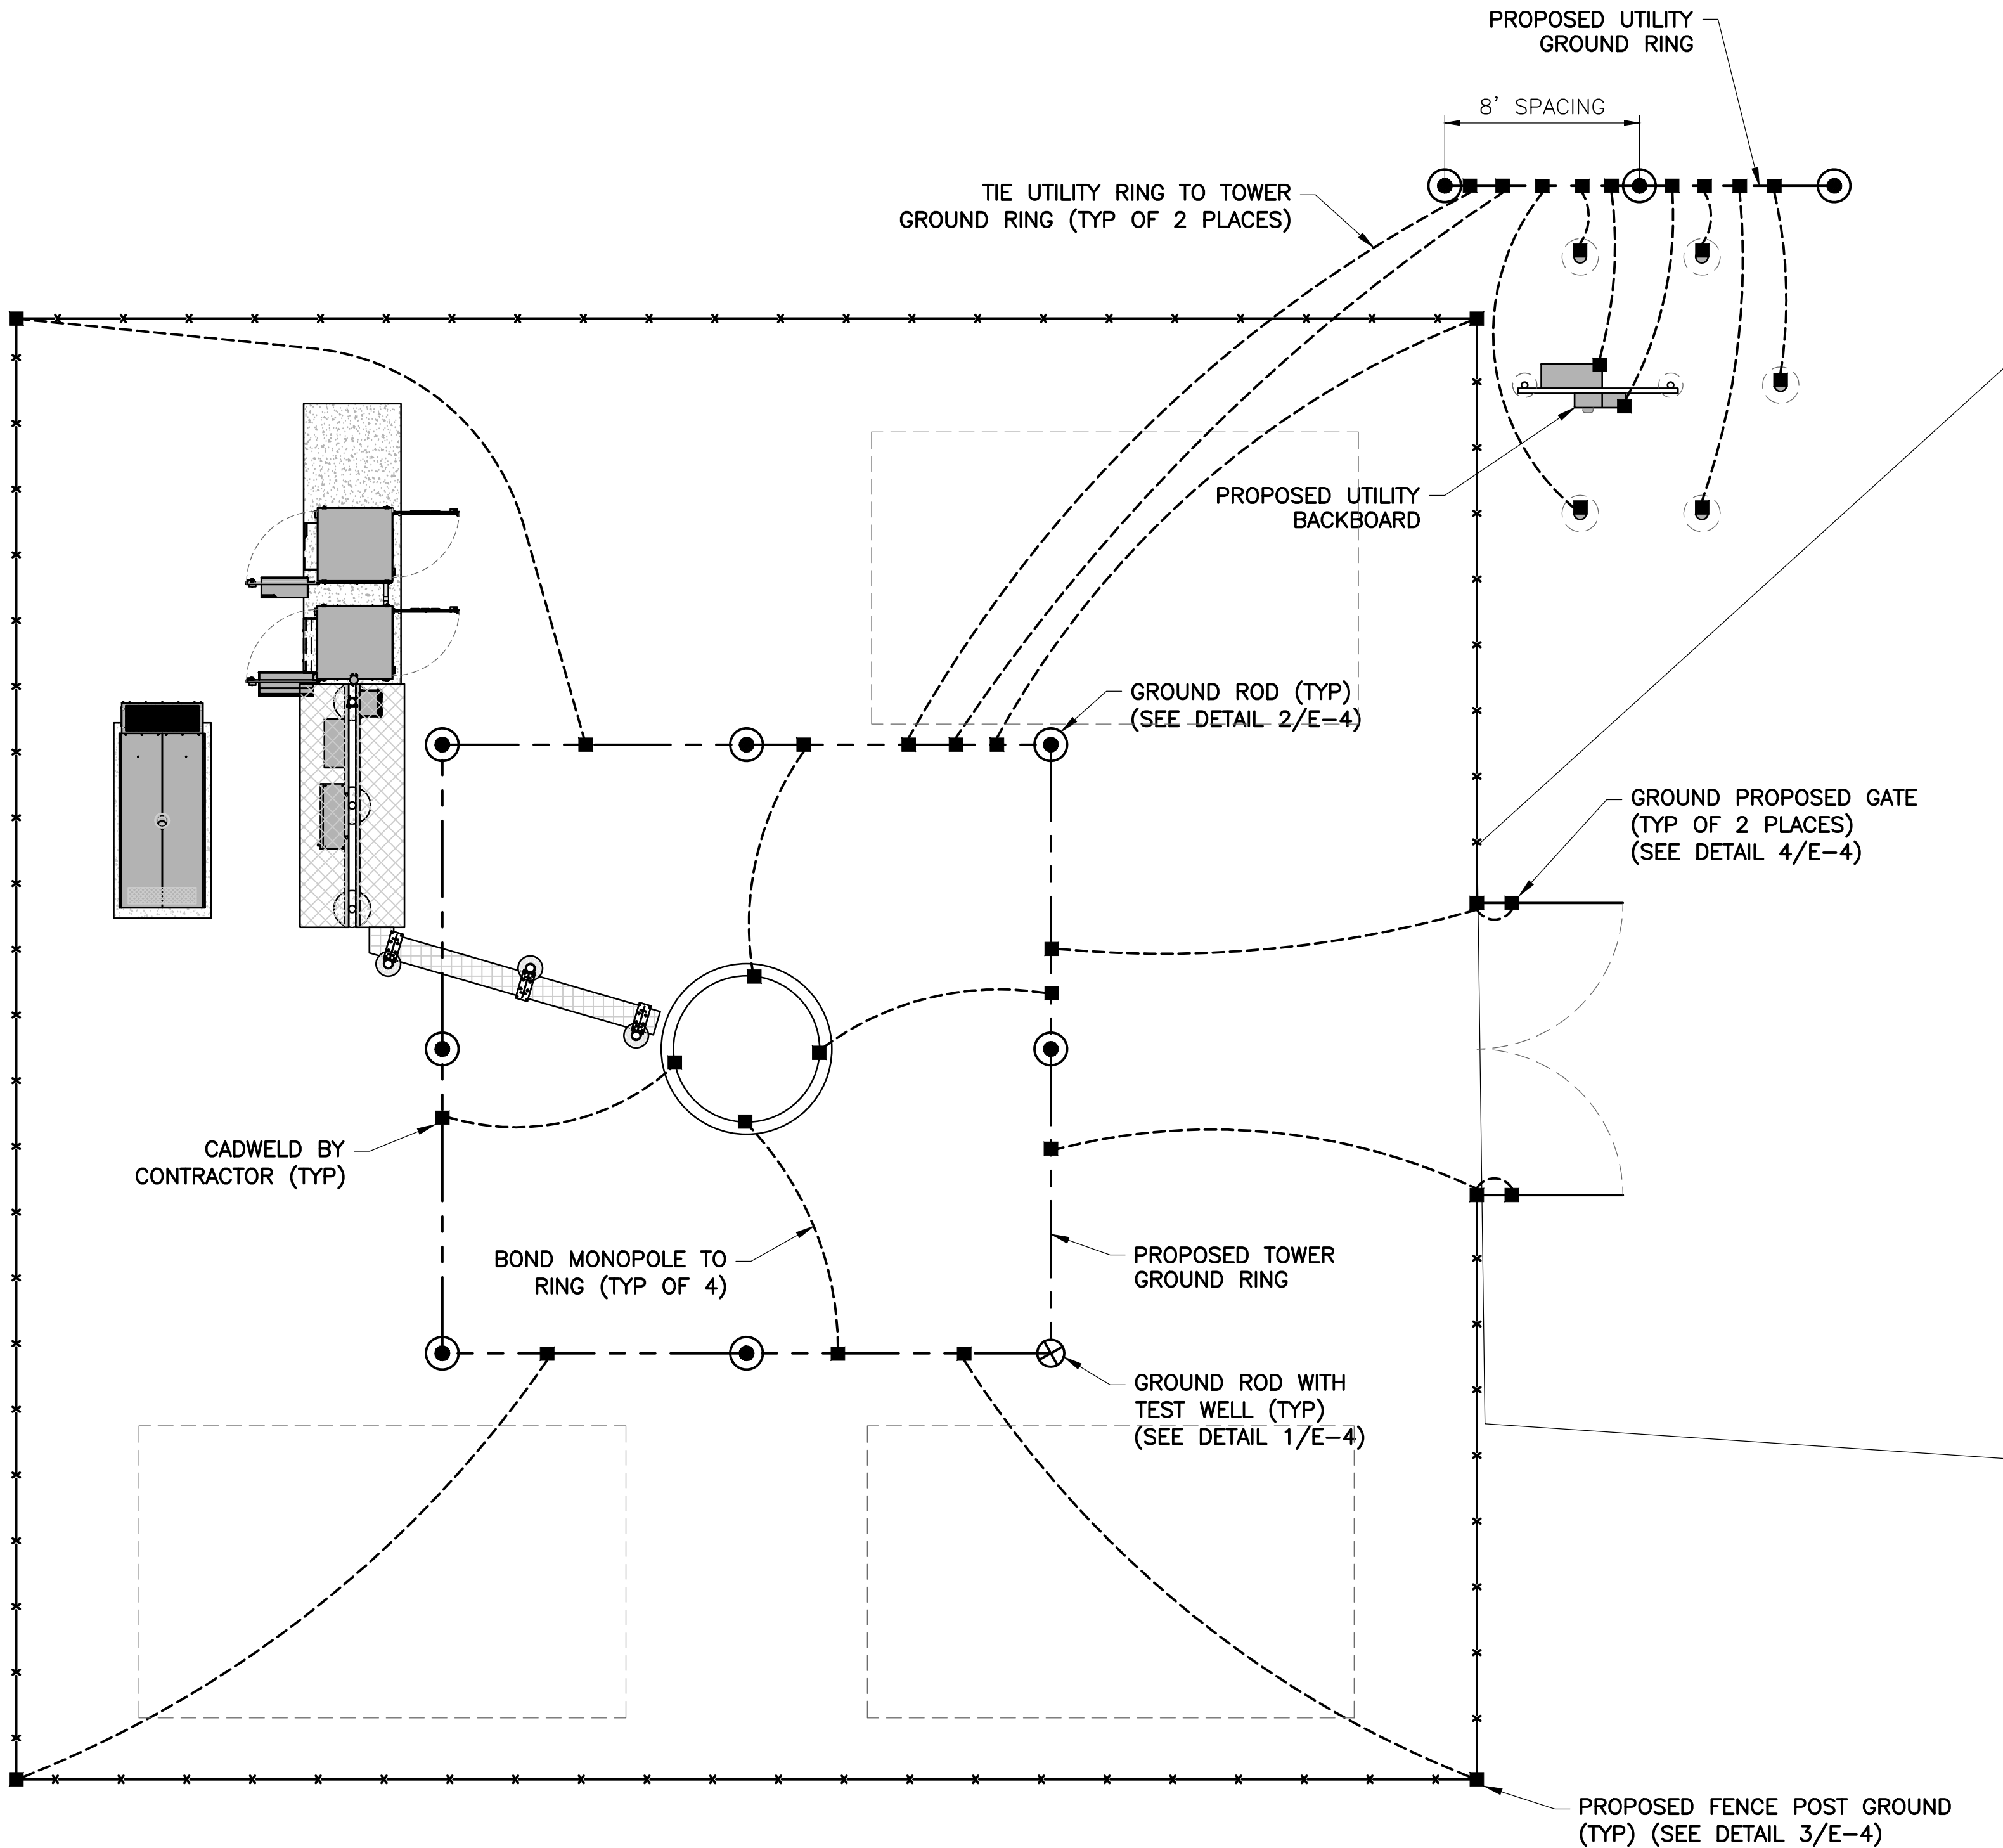 PROPOSED UTILITY
GROUND RING
8' SPACING
TIE UTILITY RING TO TOWER
GROUND RING (TYP OF 2 PLACES)
PROPOSED UTILITY
BACKBOARD
GROUND ROD (TYP)
(SEE DETAIL 2/E-4)
GROUND PROPOSED GATE
(TYP OF 2 PLACES)
(SEE DETAIL 4/E-4)
CADWELD BY
CONTRACTOR (TYP)
BOND MONOPOLE TO
RING (TYP OF 4)
PROPOSED TOWER
GROUND RING
GROUND ROD WITH
TEST WELL (TYP)
(SEE DETAIL 1/E-4)
PROPOSED FENCE POST GROUND
(TYP) (SEE DETAIL 3/E-4)